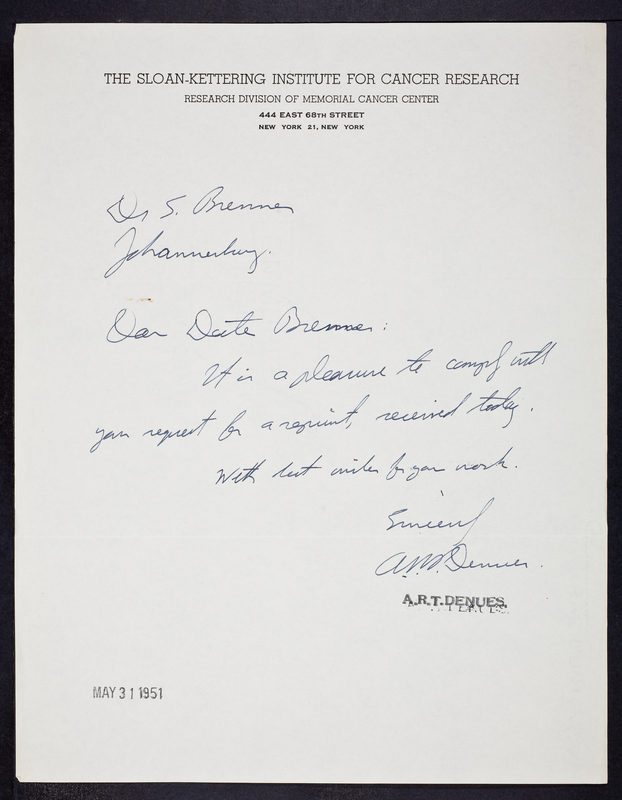 THE SLOAN-KETTERING INSTITUTE FOR CANCER RESEARCH
RESEARCH DIVISION OF MEMORIAL CANCER CENTER
444 EAST 68TH STREET
NEW YORK 21, NEW YORK
Dr S. Brenner
Johannesburg.
Dear Doctor Brenner:
It is a pleasure to comply with
your request for a reprint, received today.
With best wishes for your work.
Sincerely
A.R.T. Denues.
A.R.T. DENUES.
MAY 31 1951